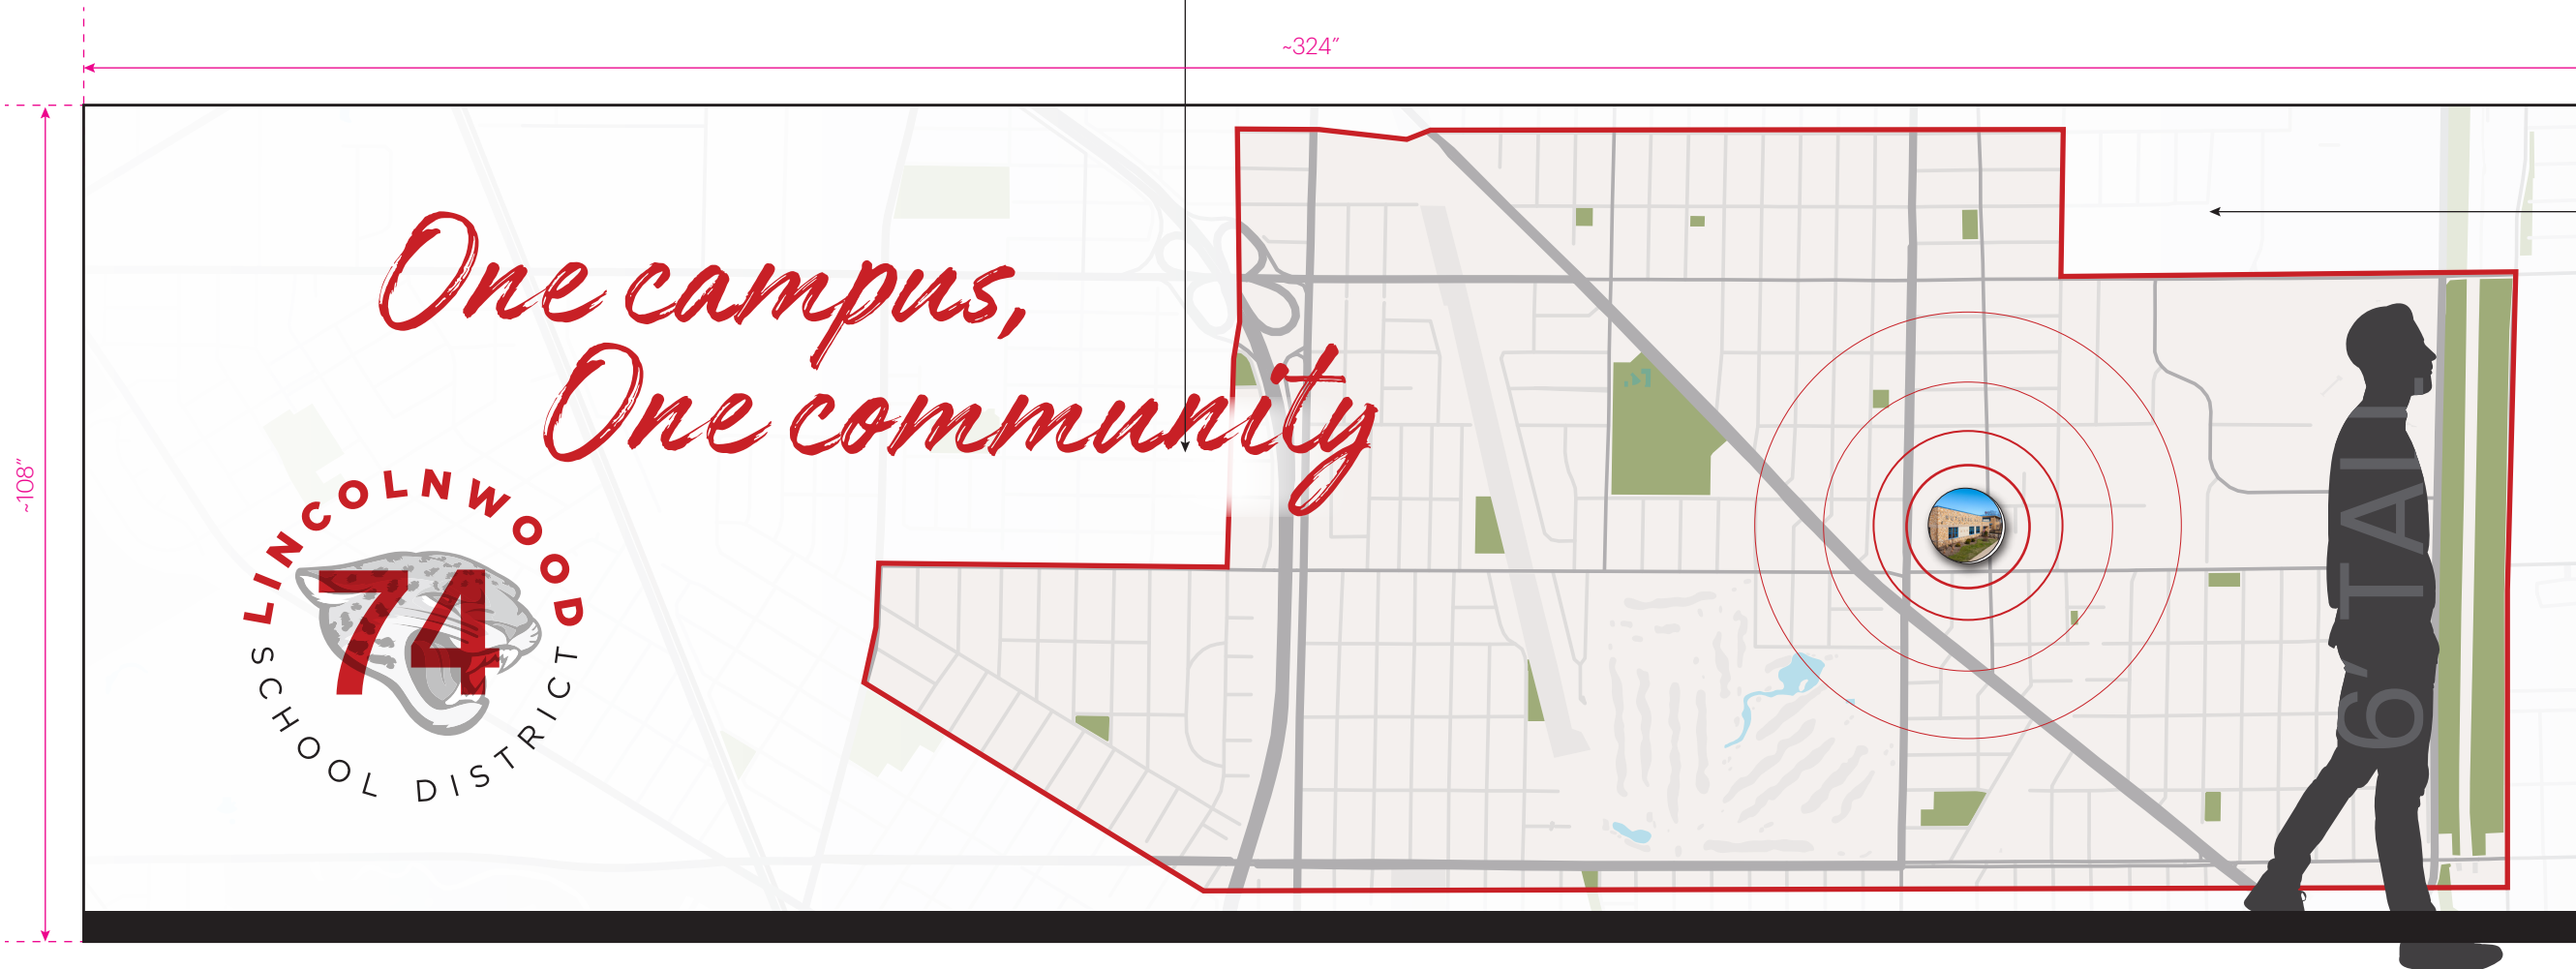 ~324"
~108"
One campus,
One community
LINCOLNWOOD
74
SCHOOL DISTRICT
6' TALL